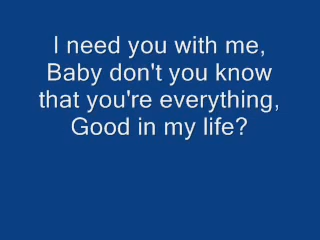 I need you with me,
Baby don't you know
that you're everything,
Good in my life?